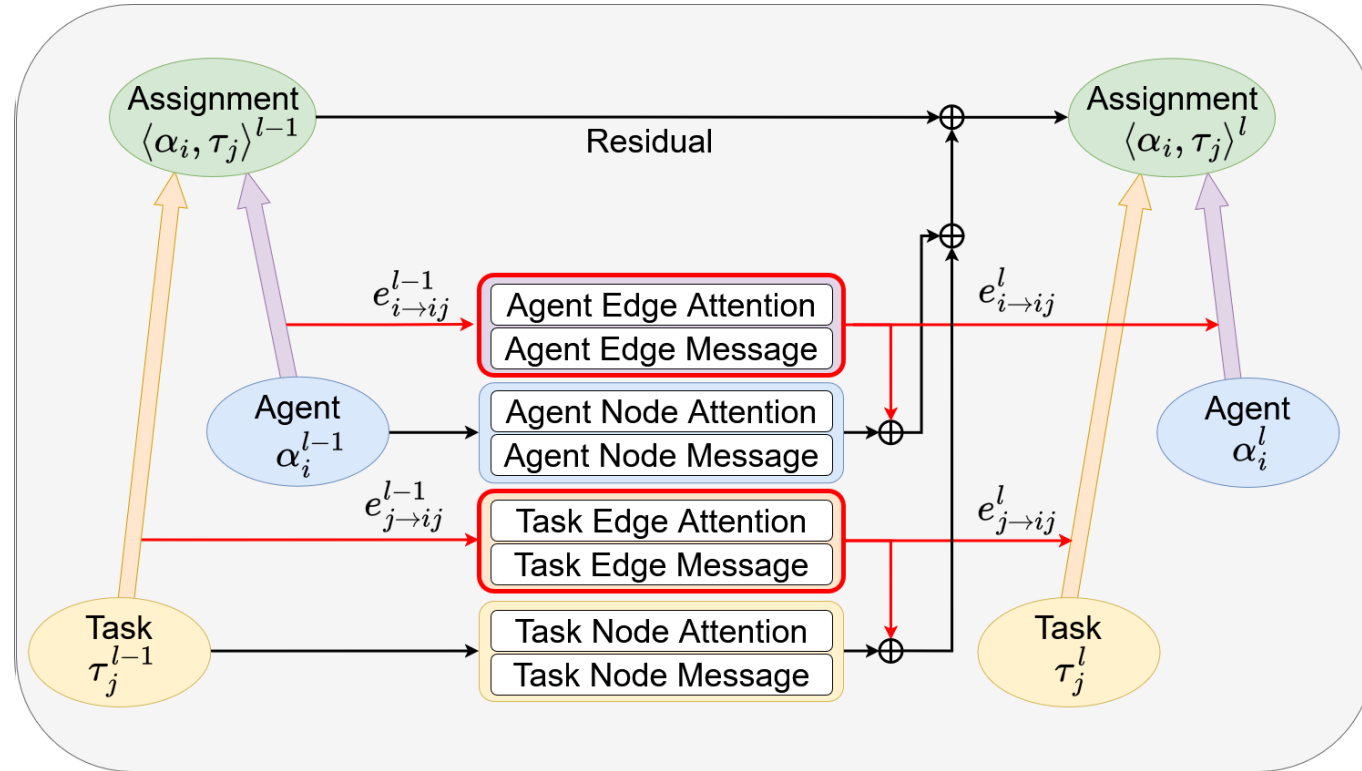 Assignment
⟨α_i, τ_j⟩^{l−1}
Residual
Assignment
⟨α_i, τ_j⟩^l
e^{l−1}_{i→ij}
Agent Edge Attention
Agent Edge Message
e^l_{i→ij}
Agent
α_i^{l−1}
Agent Node Attention
Agent Node Message
Agent
α_i^l
e^{l−1}_{j→ij}
Task Edge Attention
Task Edge Message
e^l_{j→ij}
Task
τ_j^{l−1}
Task Node Attention
Task Node Message
Task
τ_j^l